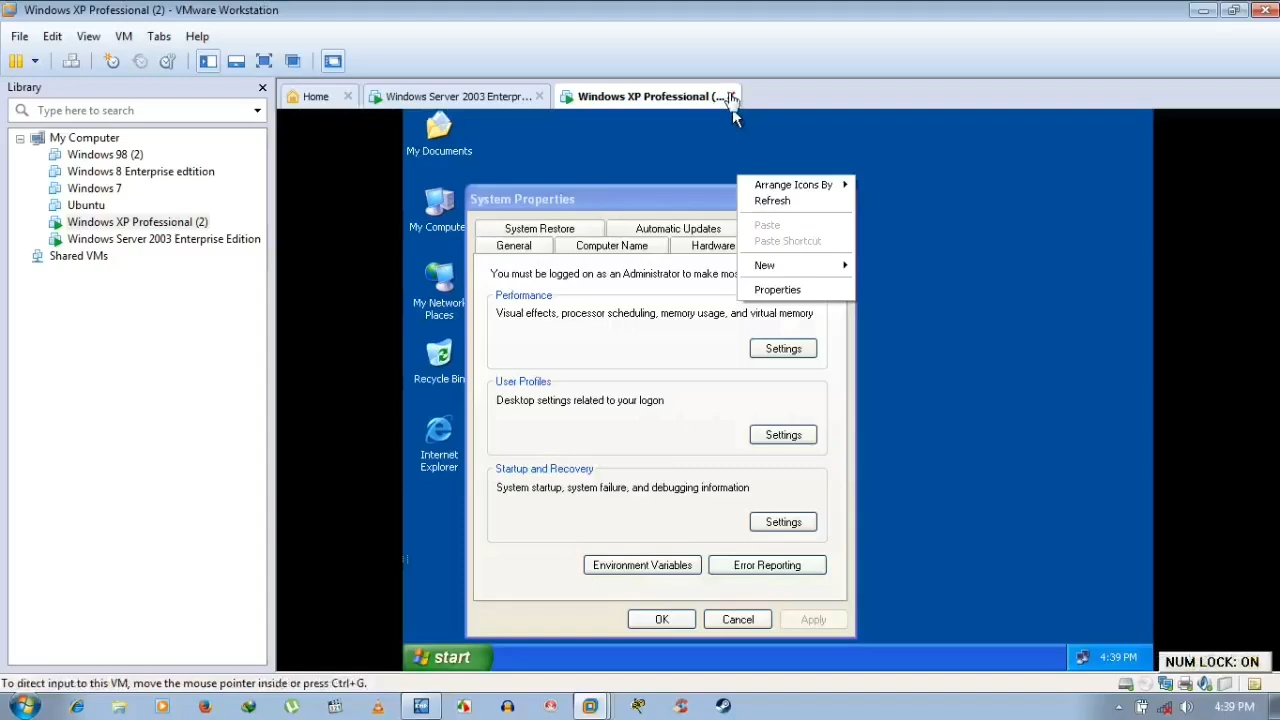 Windows XP Professional (2) - VMware Workstation
File Edit View VM Tabs Help
Library
Type here to search
My Computer
Windows 98 (2)
Windows 8 Enterprise edtition
Windows 7
Ubuntu
Windows XP Professional (2)
Windows Server 2003 Enterprise Edition
Shared VMs
Home
Windows Server 2003 Enterpr...
Windows XP Professional (...
My Documents
My Compute
My Network
Places
Recycle Bin
Internet
Explorer
System Properties
System Restore
Automatic Updates
General
Computer Name
Hardware
You must be logged on as an Administrator to make mos
Performance
Visual effects, processor scheduling, memory usage, and virtual memory
Settings
User Profiles
Desktop settings related to your logon
Settings
Startup and Recovery
System startup, system failure, and debugging information
Settings
Environment Variables
Error Reporting
OK
Cancel
Apply
Arrange Icons By
Refresh
Paste
Paste Shortcut
New
Properties
start
4:39 PM
NUM LOCK: ON
To direct input to this VM, move the mouse pointer inside or press Ctrl+G.
4:39 PM